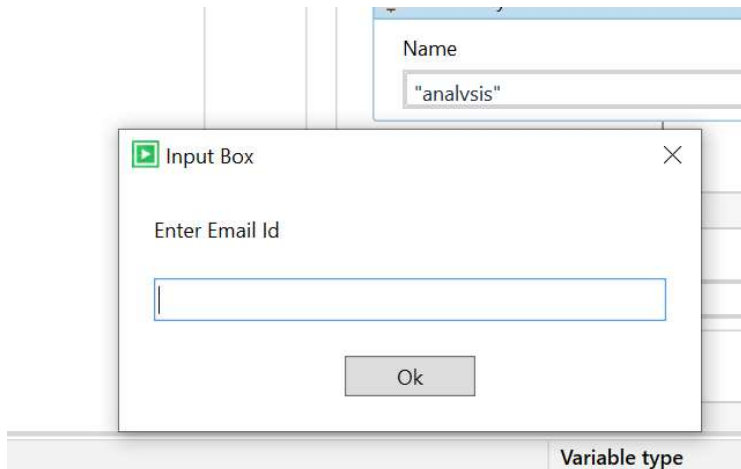 Name
"analysis"
Input Box
Enter Email Id
Ok
Variable type